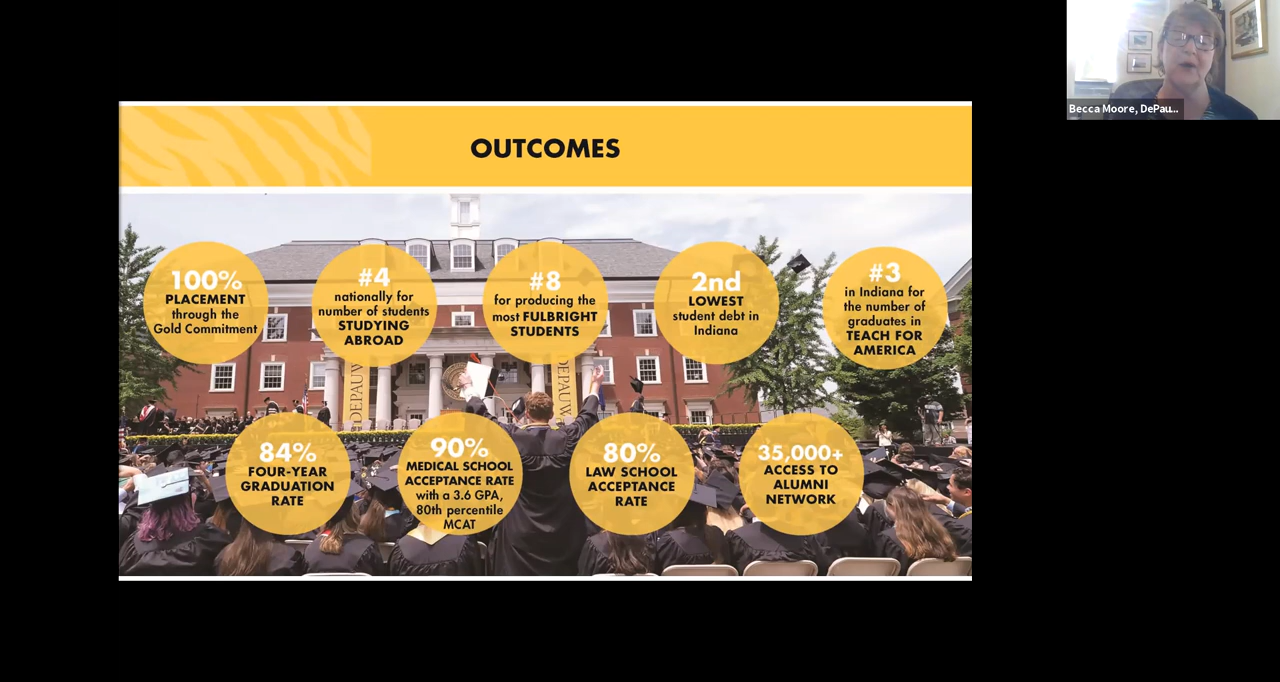 Becca Moore, DePau...
OUTCOMES
100%
PLACEMENT
through the
Gold Commitment
#4
nationally for
number of students
STUDYING
ABROAD
#8
for producing the
most FULBRIGHT
STUDENTS
2nd
LOWEST
student debt in
Indiana
#3
in Indiana for
the number of
graduates in
TEACH FOR
AMERICA
DEPAUW
DEPAUW
84%
FOUR-YEAR
GRADUATION
RATE
90%
MEDICAL SCHOOL
ACCEPTANCE RATE
with a 3.6 GPA,
80th percentile
MCAT
80%
LAW SCHOOL
ACCEPTANCE
RATE
35,000+
ACCESS TO
ALUMNI
NETWORK